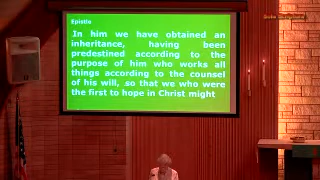 Epistle
In him we have obtained an
inheritance, having been
predestined according to the
purpose of him who works all
things according to the counsel
of his will, so that we who were
the first to hope in Christ might